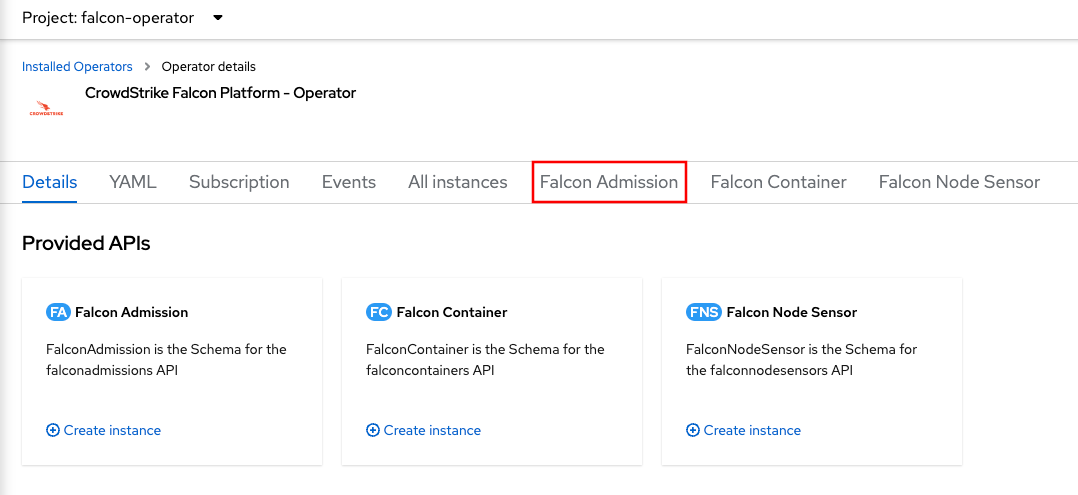 Project: falcon-operator
Installed Operators > Operator details
CrowdStrike Falcon Platform - Operator
CROWDSTRIKE
Details YAML Subscription Events All instances Falcon Admission Falcon Container Falcon Node Sensor
Provided APIs
FA Falcon Admission
FalconAdmission is the Schema for the
falconadmissions API
Create instance
FC Falcon Container
FalconContainer is the Schema for the
falconcontainers API
Create instance
FNS Falcon Node Sensor
FalconNodeSensor is the Schema for
the falconnodesensors API
Create instance